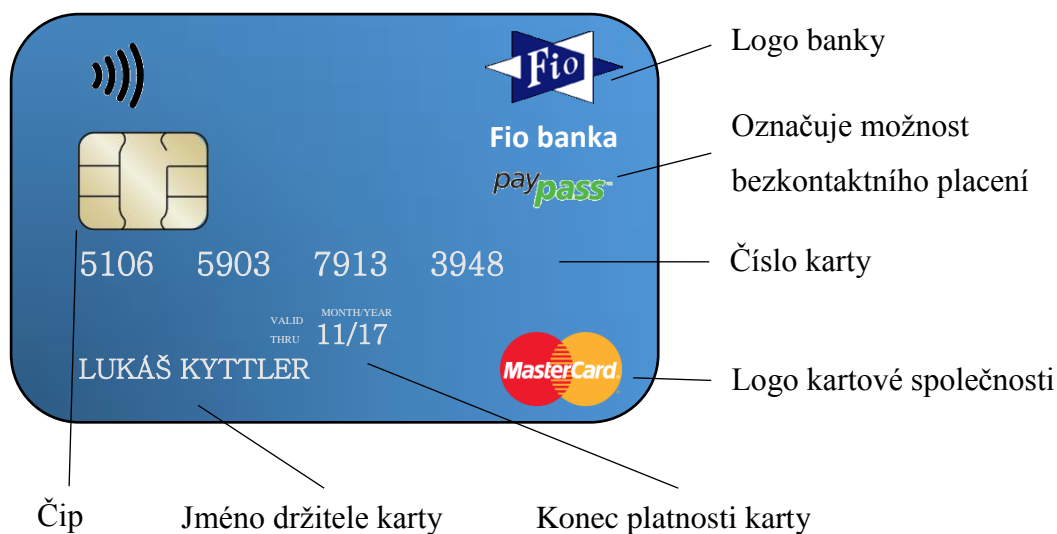 Fio
Fio banka
paypass
5106 5903 7913 3948
VALID THRU
MONTH/YEAR
11/17
LUKÁŠ KYTTLER
MasterCard
Logo banky
Označuje možnost
bezkontaktního placení
Číslo karty
Logo kartové společnosti
Čip
Jméno držitele karty
Konec platnosti karty